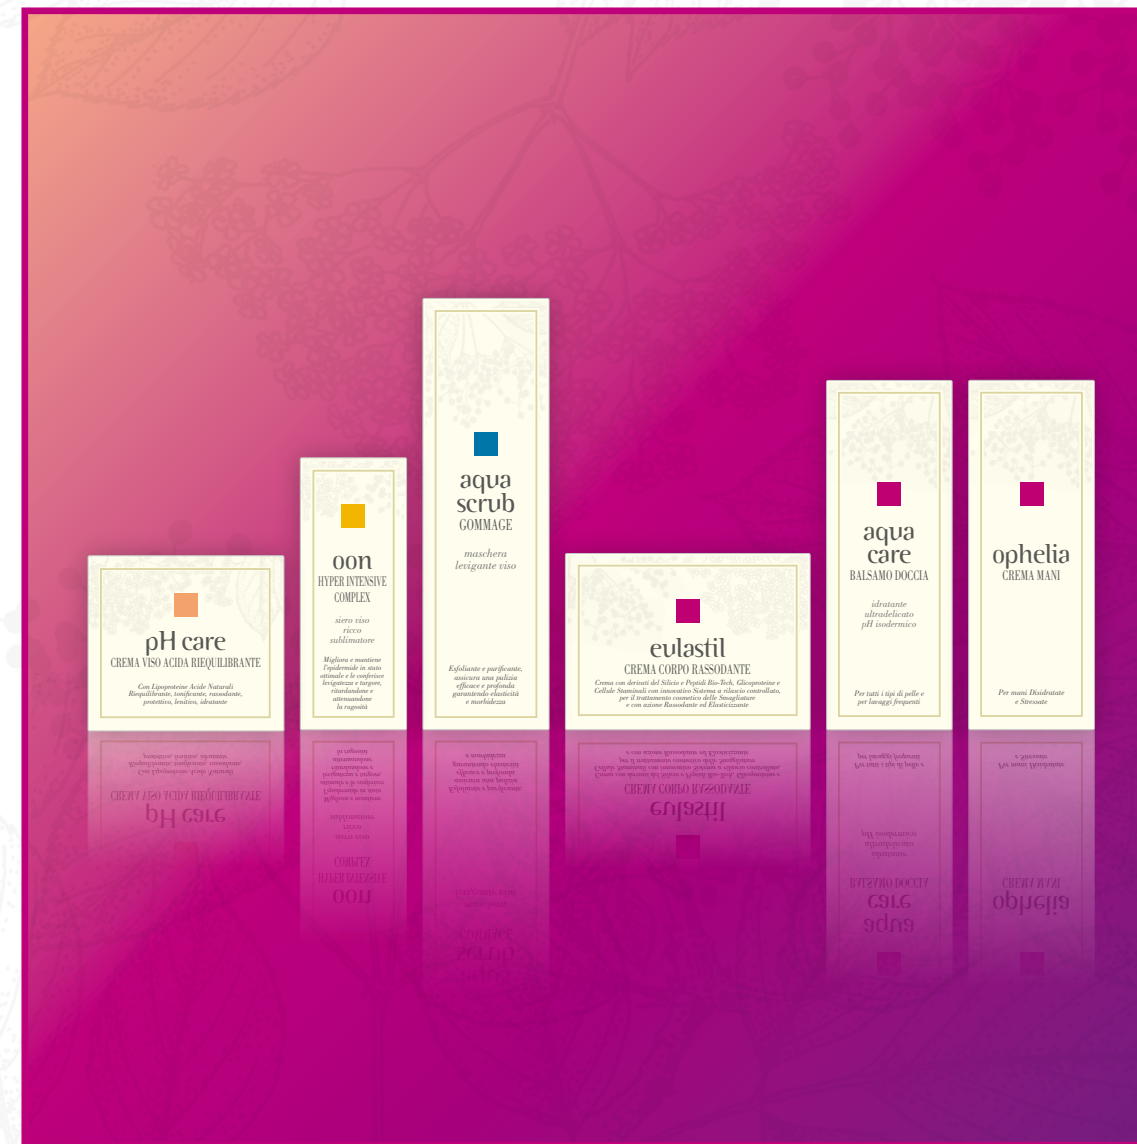 pH care
CREMA VISO ACIDA RIEQUILIBRANTE
Con Lipoproteine Acide Naturali
Riequilibrante, tonificante, rassodante,
protettivo, lenitivo, idratante
oon
HYPER INTENSIVE
COMPLEX
siero viso
ricco
sublimatore
Migliora e mantiene
l'epidermide in stato
ottimale e le conferisce
levigatezza e turgore,
ritardandone e
attenuandone
la rugosità
aqua
scrub
GOMMAGE
maschera
levigante viso
Esfoliante e purificante,
assicura una pulizia
efficace e profonda
garantendo elasticità
e morbidezza
eulastil
CREMA CORPO RASSODANTE
Crema con derivati del Silicio e Peptidi Bio-Tech, Glicoproteine e
Cellule Staminali con innovativo Sistema a rilascio controllato,
per il trattamento cosmetico delle Smagliature
e con azione Rassodante ed Elasticizzante
aqua
care
BALSAMO DOCCIA
idratante
ultradelicato
pH isodermico
Per tutti i tipi di pelle e
per lavaggi frequenti
ophelia
CREMA MANI
Per mani Disidratate
e Stressate